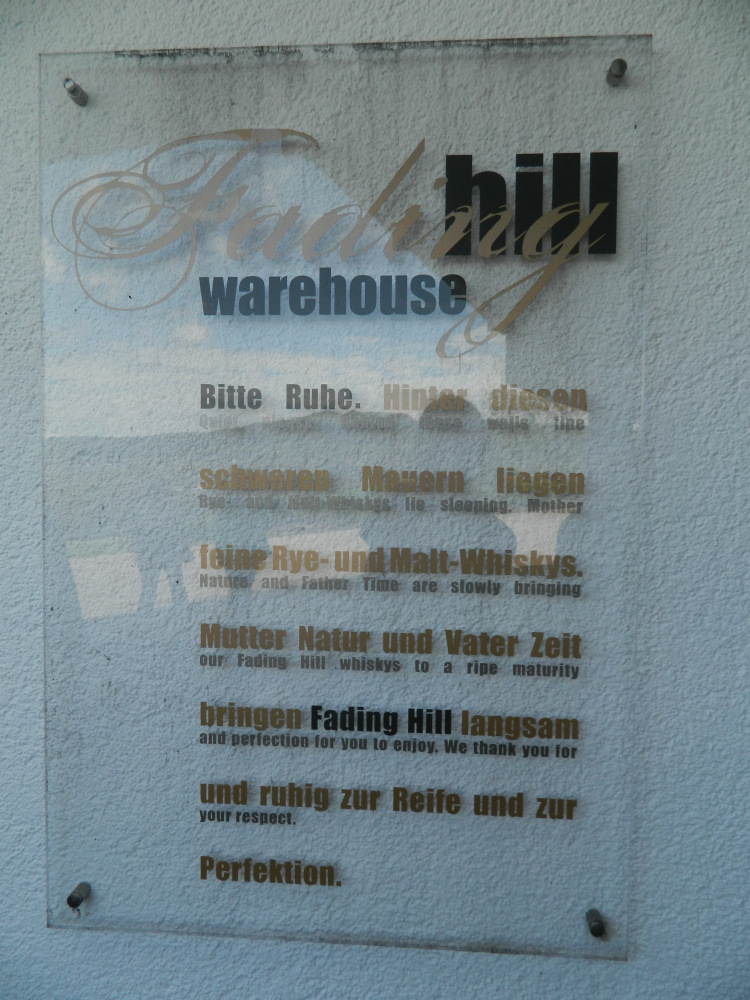 Fading hill
warehouse
Bitte Ruhe. Hinter diesen
Quiet Please. Behind these walls fine
schweren Mauern liegen
Rye- and Malt-Whiskys lie sleeping. Mother
feine Rye- und Malt-Whiskys.
Nature and Father Time are slowly bringing
Mutter Natur und Vater Zeit
our Fading Hill whiskys to a ripe maturity
bringen Fading Hill langsam
and perfection for you to enjoy. We thank you for
und ruhig zur Reife und zur
your respect.
Perfektion.